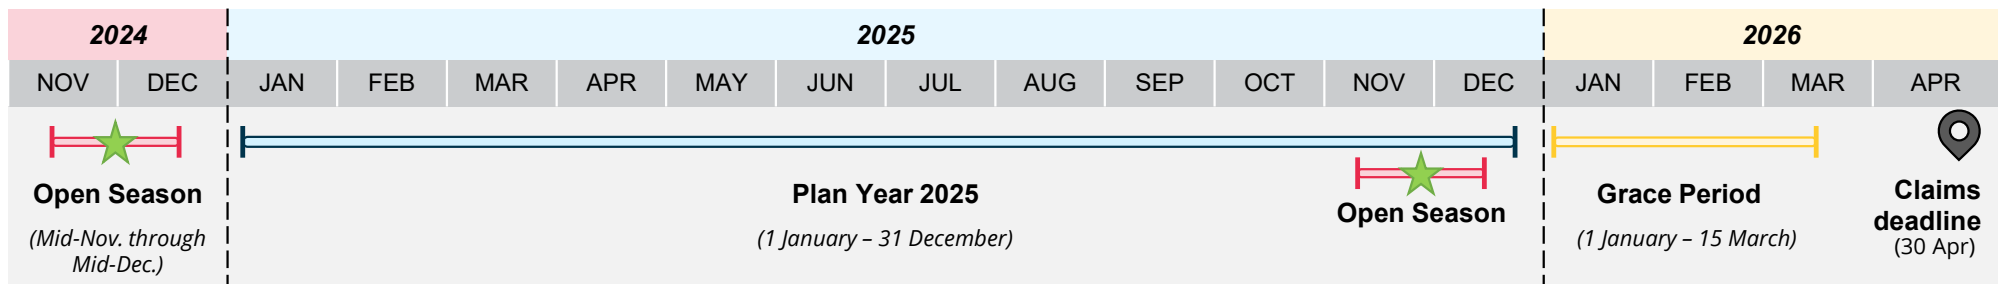 2024 2025 2026
NOV DEC JAN FEB MAR APR MAY JUN JUL AUG SEP OCT NOV DEC JAN FEB MAR APR
Open Season
(Mid-Nov. through
Mid-Dec.)
Plan Year 2025
(1 January – 31 December)
Open Season
Grace Period
(1 January – 15 March)
Claims
deadline
(30 Apr)